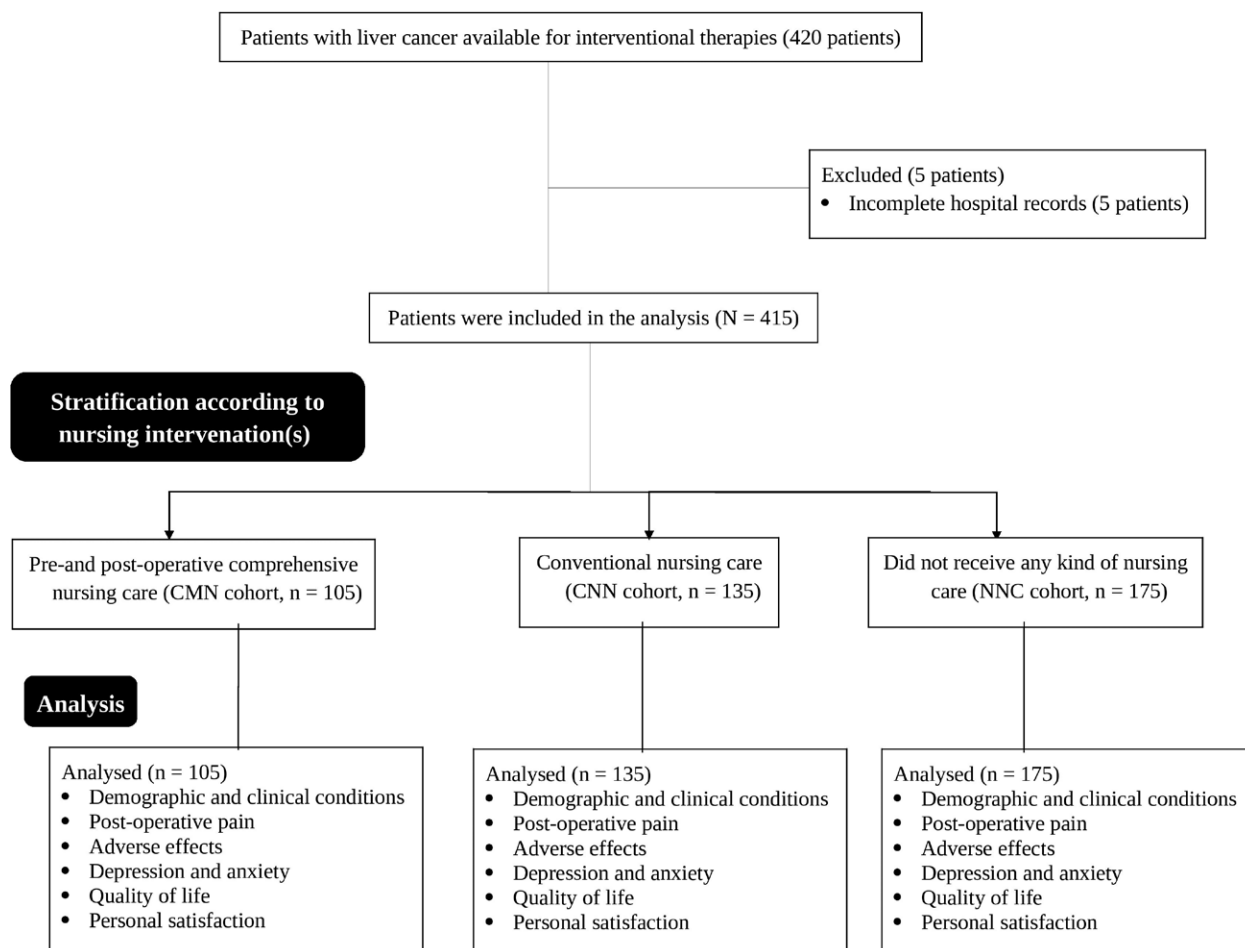 Patients with liver cancer available for interventional therapies (420 patients)
Excluded (5 patients)
• Incomplete hospital records (5 patients)
Patients were included in the analysis (N = 415)
Stratification according to
nursing intervenation(s)
Pre-and post-operative comprehensive
nursing care (CMN cohort, n = 105)
Conventional nursing care
(CNN cohort, n = 135)
Did not receive any kind of nursing
care (NNC cohort, n = 175)
Analysis
Analysed (n = 105)
• Demographic and clinical conditions
• Post-operative pain
• Adverse effects
• Depression and anxiety
• Quality of life
• Personal satisfaction
Analysed (n = 135)
• Demographic and clinical conditions
• Post-operative pain
• Adverse effects
• Depression and anxiety
• Quality of life
• Personal satisfaction
Analysed (n = 175)
• Demographic and clinical conditions
• Post-operative pain
• Adverse effects
• Depression and anxiety
• Quality of life
• Personal satisfaction